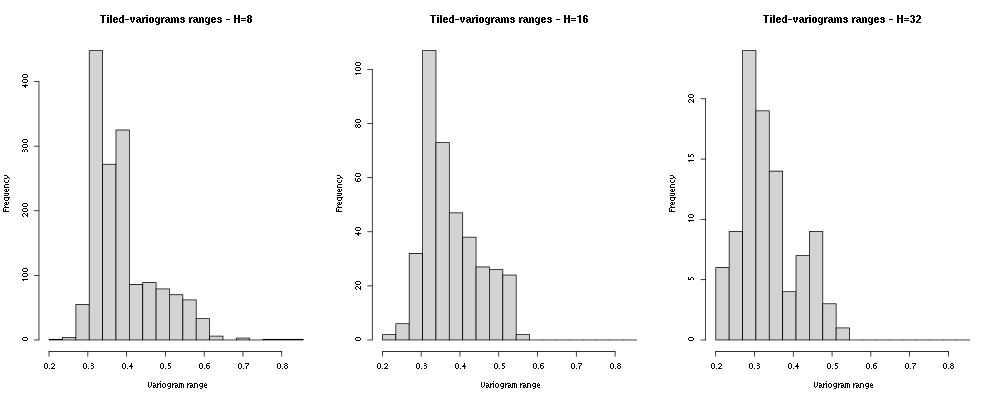 Tiled-variograms ranges - H=8
Frequency
400
300
200
100
0
0.2 0.3 0.4 0.5 0.6 0.7 0.8
Variogram range
Tiled-variograms ranges - H=16
Frequency
100
80
60
40
20
0
0.2 0.3 0.4 0.5 0.6 0.7 0.8
Variogram range
Tiled-variograms ranges - H=32
Frequency
20
15
10
5
0
0.2 0.3 0.4 0.5 0.6 0.7 0.8
Variogram range